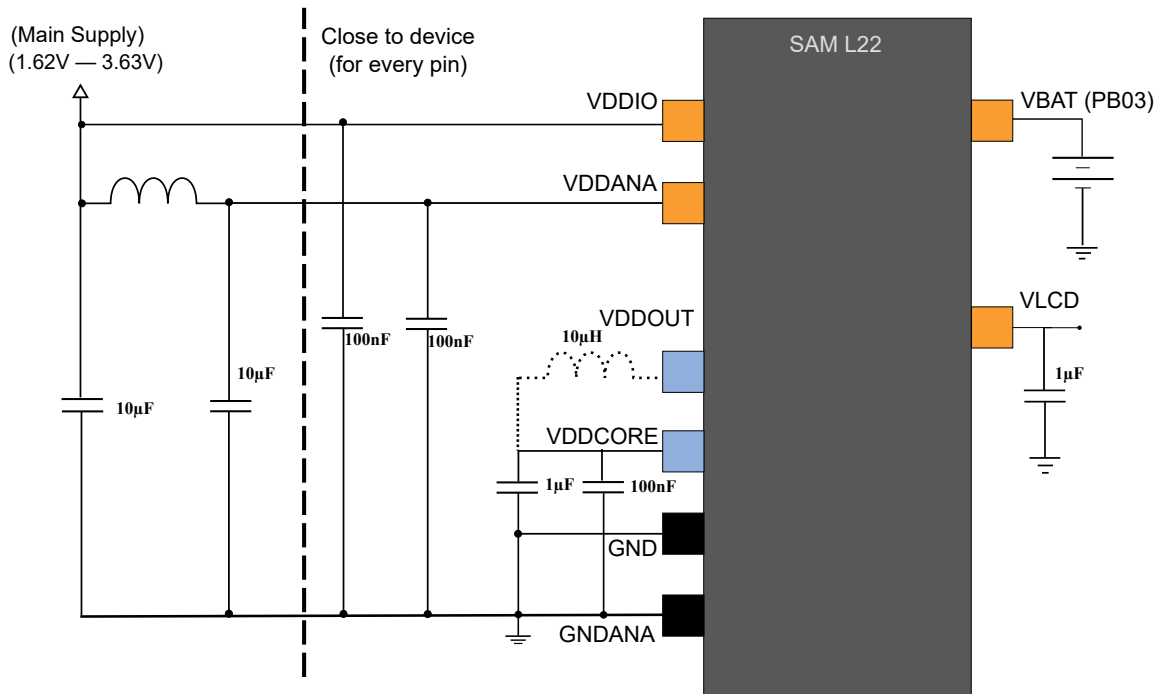 (Main Supply)
(1.62V — 3.63V)
Close to device
(for every pin)
SAM L22
VDDIO
VBAT (PB03)
VDDANA
VLCD
VDDOUT
100nF
100nF
10µH
10µF
10µF
1µF
VDDCORE
1µF
100nF
GND
GNDANA